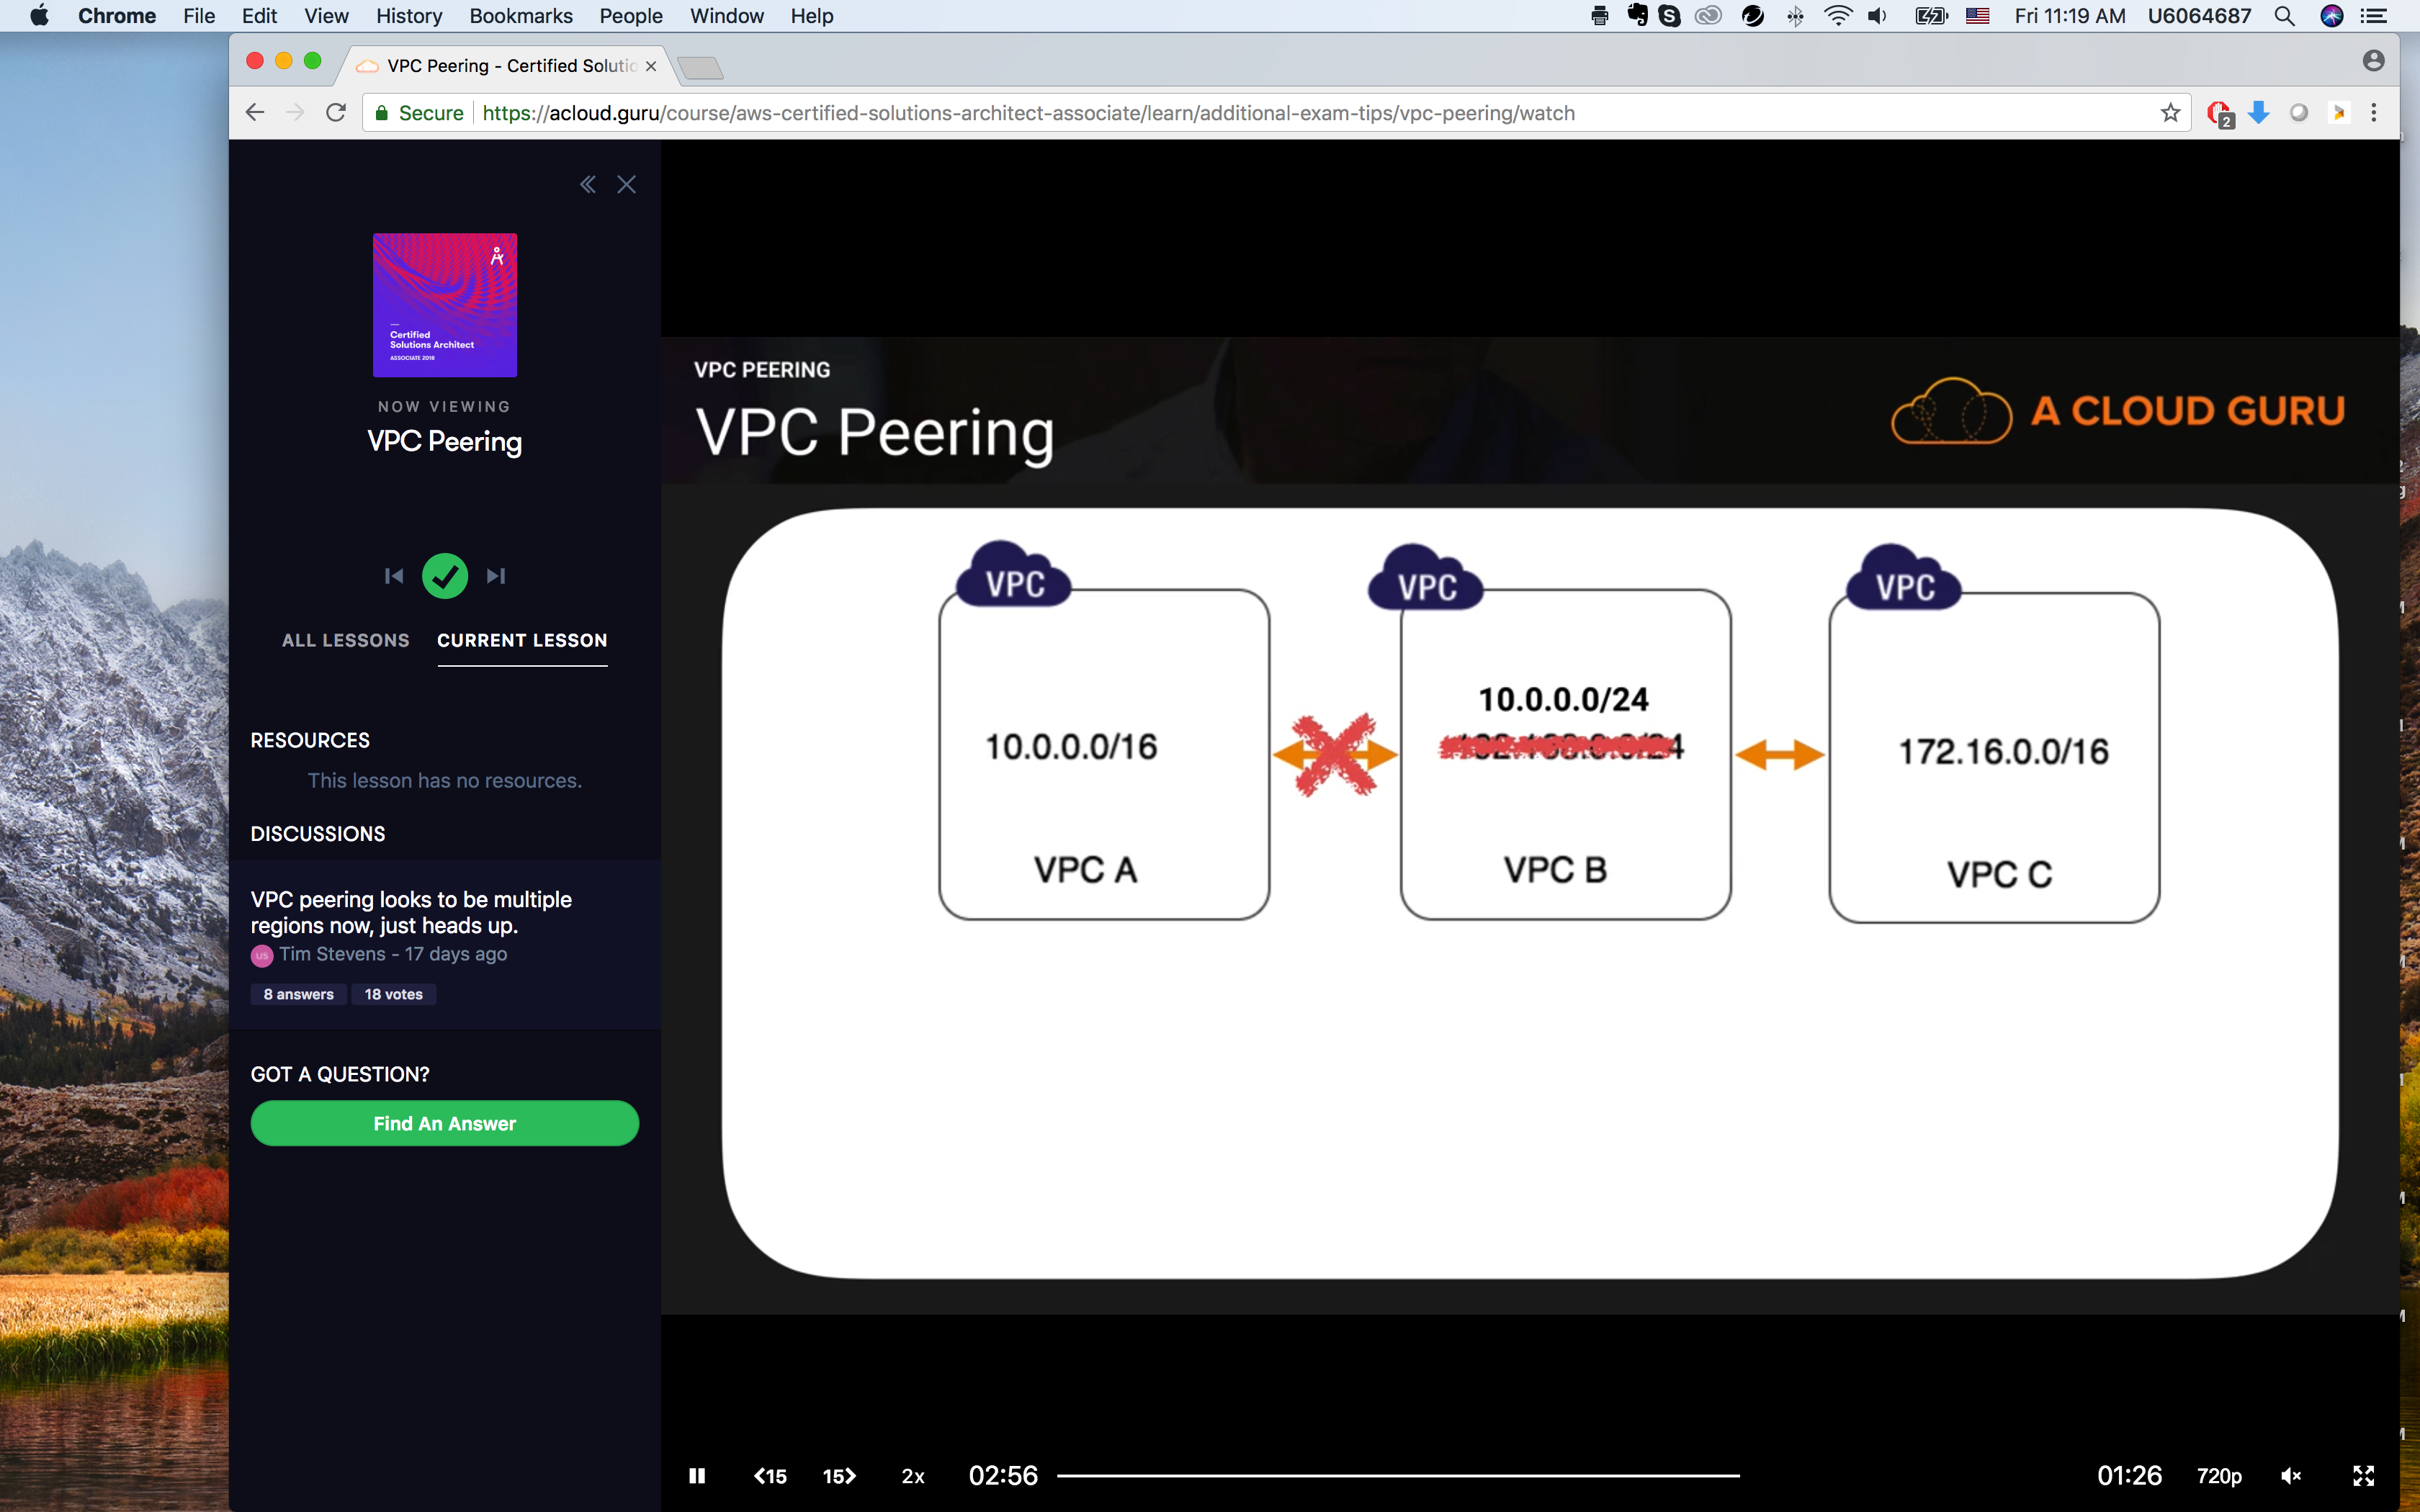 Chrome File Edit View History Bookmarks People Window Help
Fri 11:19 AM U6064687
VPC Peering - Certified Solutio
Secure https://acloud.guru/course/aws-certified-solutions-architect-associate/learn/additional-exam-tips/vpc-peering/watch
2
Certified
Solutions Architect
ASSOCIATE 2018
NOW VIEWING
VPC Peering
ALL LESSONS CURRENT LESSON
RESOURCES
This lesson has no resources.
DISCUSSIONS
VPC peering looks to be multiple
regions now, just heads up.
US Tim Stevens - 17 days ago
8 answers 18 votes
GOT A QUESTION?
Find An Answer
VPC PEERING
VPC Peering
A CLOUD GURU
VPC VPC VPC
10.0.0.0/24
10.0.0.0/16
172.16.0.0/16
VPC A VPC B VPC C
15 15 2x 02:56 01:26 720p